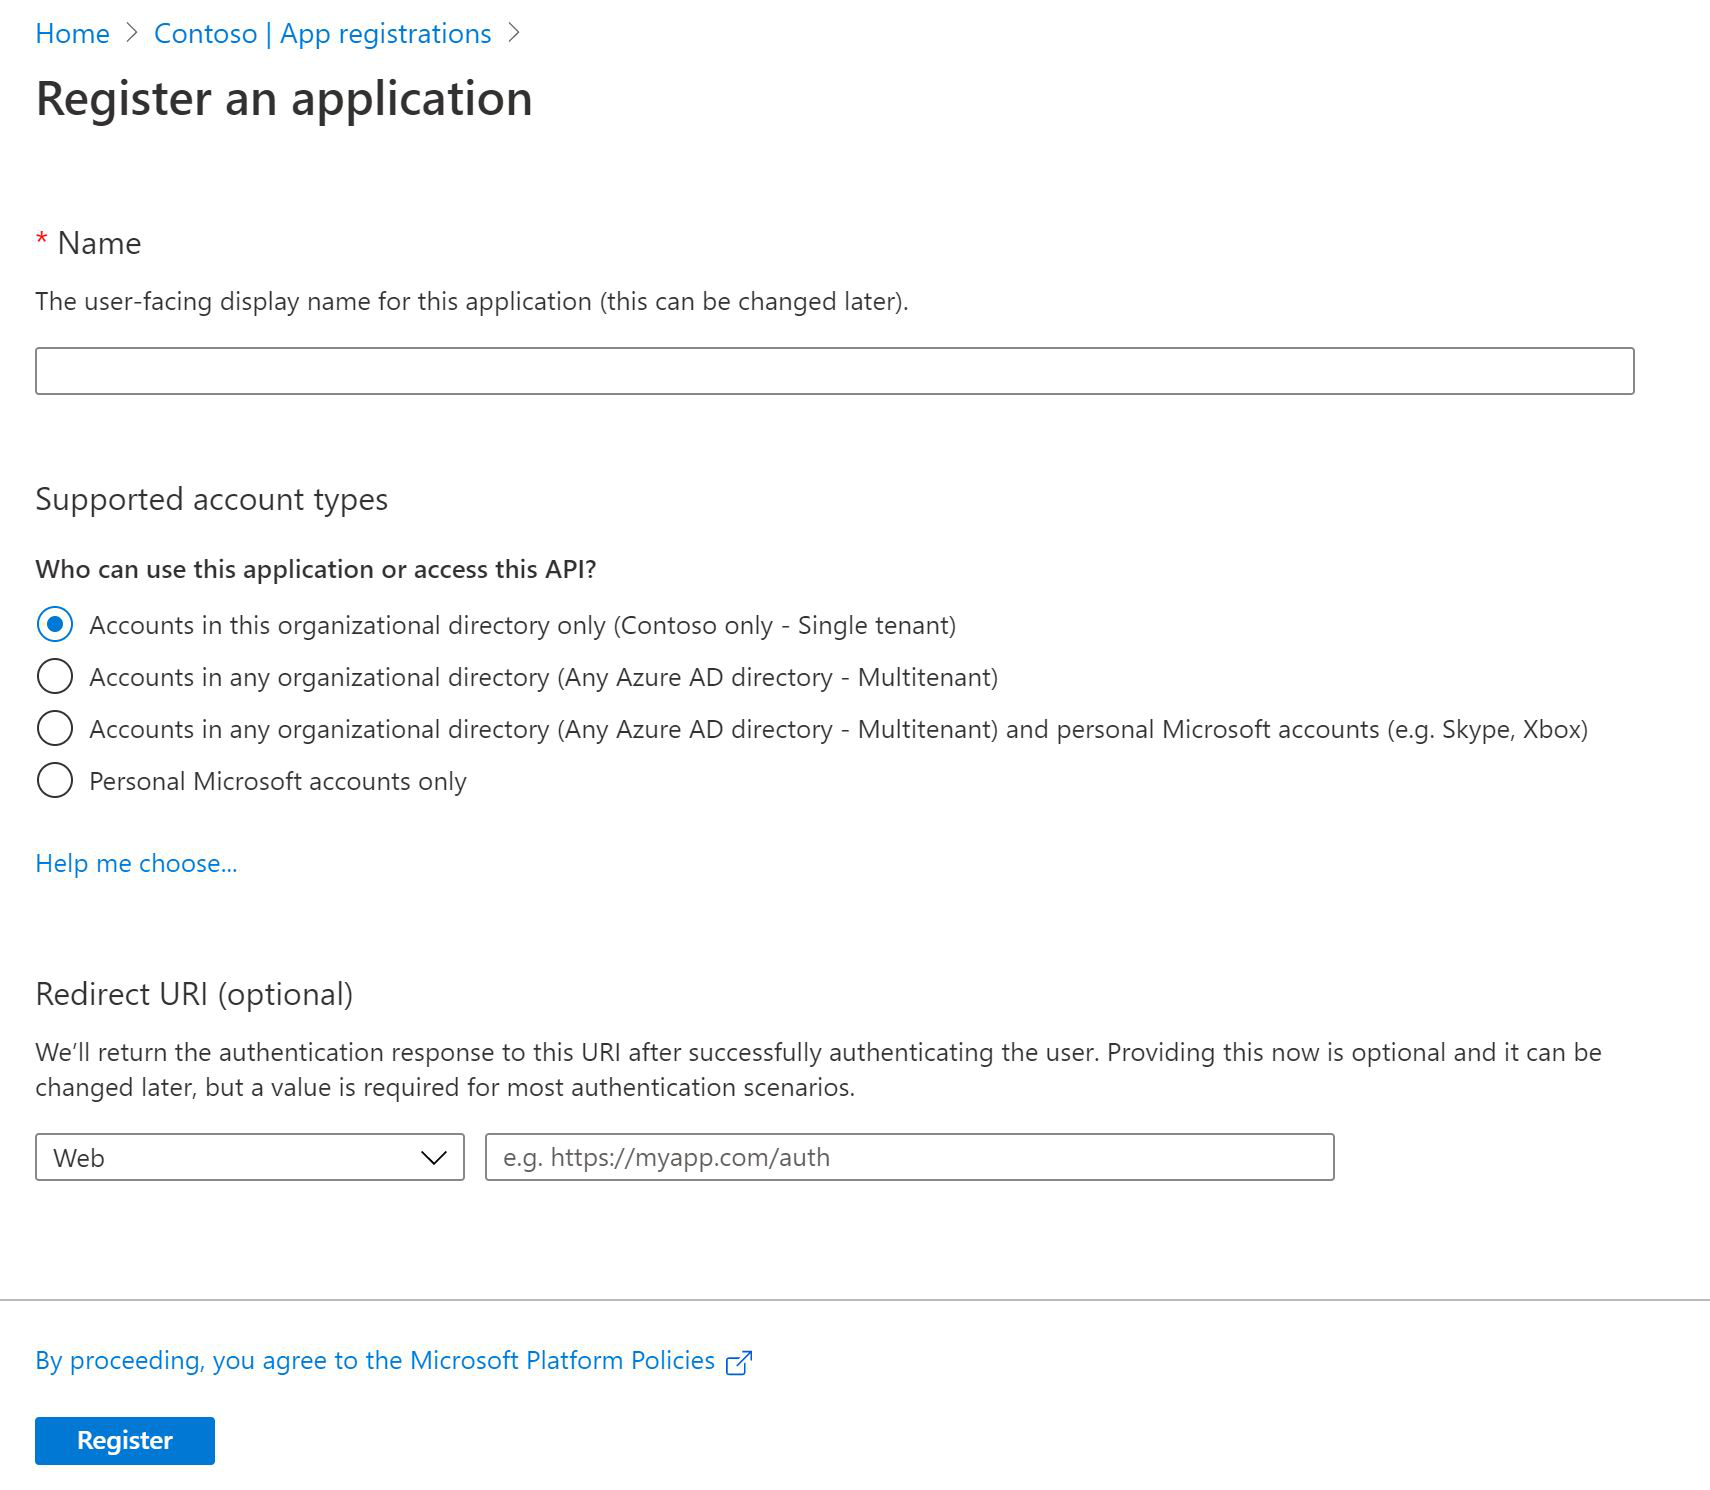 Home > Contoso | App registrations >
Register an application
* Name
The user-facing display name for this application (this can be changed later).
Supported account types
Who can use this application or access this API?
Accounts in this organizational directory only (Contoso only - Single tenant)
Accounts in any organizational directory (Any Azure AD directory - Multitenant)
Accounts in any organizational directory (Any Azure AD directory - Multitenant) and personal Microsoft accounts (e.g. Skype, Xbox)
Personal Microsoft accounts only
Help me choose...
Redirect URI (optional)
We’ll return the authentication response to this URI after successfully authenticating the user. Providing this now is optional and it can be
changed later, but a value is required for most authentication scenarios.
Web e.g. https://myapp.com/auth
By proceeding, you agree to the Microsoft Platform Policies
Register